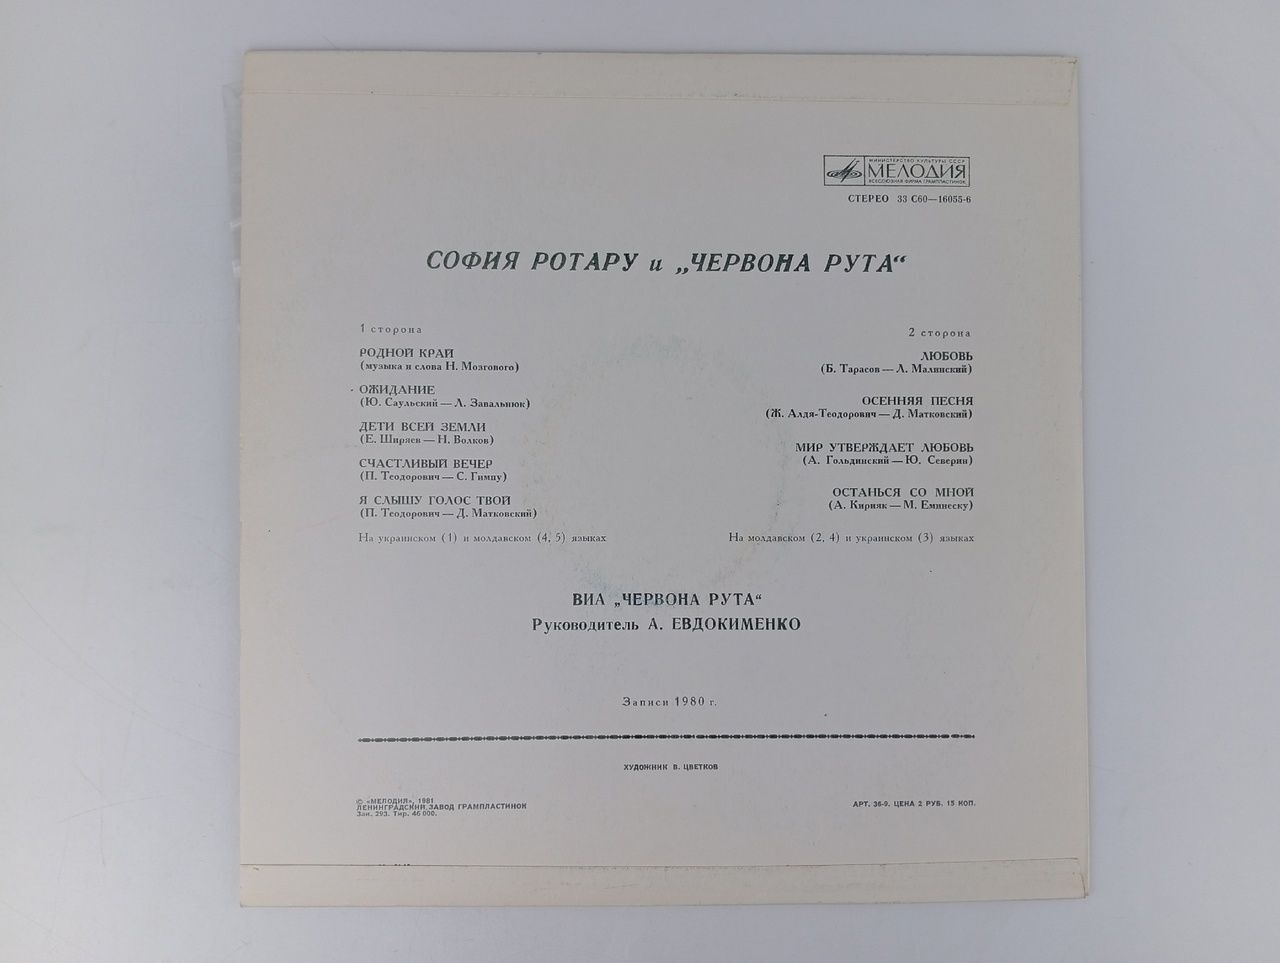 МИНИСТЕРСТВО КУЛЬТУРЫ СССР
МЕЛОДИЯ
ВСЕСОЮЗНАЯ ФИРМА ГРАМПЛАСТИНОК
СТЕРЕО 33 С60—16055-6
СОФИЯ РОТАРУ и „ЧЕРВОНА РУТА“
1 сторона
РОДНОЙ КРАЙ
(музыка и слова Н. Мозгового)
ОЖИДАНИЕ
(Ю. Саульский — Л. Завальнюк)
ДЕТИ ВСЕЙ ЗЕМЛИ
(Е. Ширяев — Н. Волков)
СЧАСТЛИВЫЙ ВЕЧЕР
(П. Теодорович — С. Гимпу)
Я СЛЫШУ ГОЛОС ТВОЙ
(П. Теодорович — Д. Матковский)
На украинском (1) и молдавском (4, 5) языках
2 сторона
ЛЮБОВЬ
(Б. Тарасов — Л. Малинский)
ОСЕННЯЯ ПЕСНЯ
(Ж. Алдя-Теодорович — Д. Матковский)
МИР УТВЕРЖДАЕТ ЛЮБОВЬ
(А. Гольдинский — Ю. Северин)
ОСТАНЬСЯ СО МНОЙ
(А. Кирияк — М. Еминеску)
На молдавском (2, 4) и украинском (3) языках
ВИА „ЧЕРВОНА РУТА“
Руководитель А. ЕВДОКИМЕНКО
Записи 1980 г.
ХУДОЖНИК В. ЦВЕТКОВ
© «МЕЛОДИЯ», 1981
ЛЕНИНГРАДСКИЙ ЗАВОД ГРАМПЛАСТИНОК
Зак. 293. Тир. 46 000.
АРТ. 36-9. ЦЕНА 2 РУБ. 15 КОП.